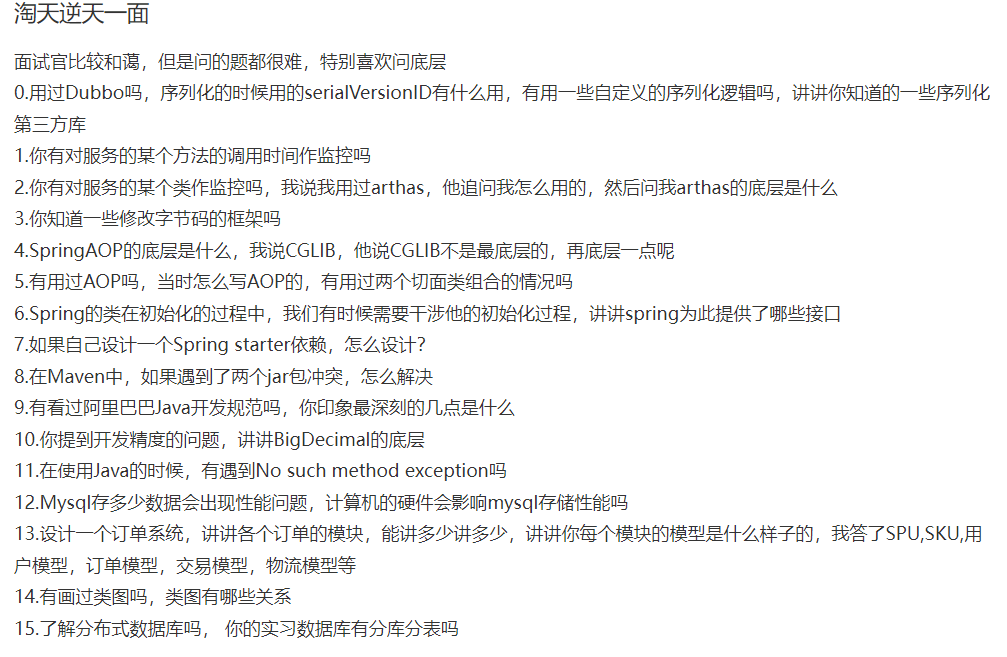 淘天逆天一面
面试官比较和蔼，但是问的题都很难，特别喜欢问底层
0.用过Dubbo吗，序列化的时候用的serialVersionID有什么用，有用一些自定义的序列化逻辑吗，讲讲你知道的一些序列化
第三方库
1.你有对服务的某个方法的调用时间作监控吗
2.你有对服务的某个类作监控吗，我说我用过arthas，他追问我怎么用的，然后问我arthas的底层是什么
3.你知道一些修改字节码的框架吗
4.SpringAOP的底层是什么，我说CGLIB，他说CGLIB不是最底层的，再底层一点呢
5.有用过AOP吗，当时怎么写AOP的，有用过两个切面类组合的情况吗
6.Spring的类在初始化的过程中，我们有时候需要干涉他的初始化过程，讲讲spring为此提供了哪些接口
7.如果自己设计一个Spring starter依赖，怎么设计？
8.在Maven中，如果遇到了两个jar包冲突，怎么解决
9.有看过阿里巴巴Java开发规范吗，你印象最深刻的几点是什么
10.你提到开发精度的问题，讲讲BigDecimal的底层
11.在使用Java的时候，有遇到No such method exception吗
12.Mysql存多少数据会出现性能问题，计算机的硬件会影响mysql存储性能吗
13.设计一个订单系统，讲讲各个订单的模块，能讲多少讲多少，讲讲你每个模块的模型是什么样子的，我答了SPU,SKU,用
户模型，订单模型，交易模型，物流模型等
14.有画过类图吗，类图有哪些关系
15.了解分布式数据库吗， 你的实习数据库有分库分表吗